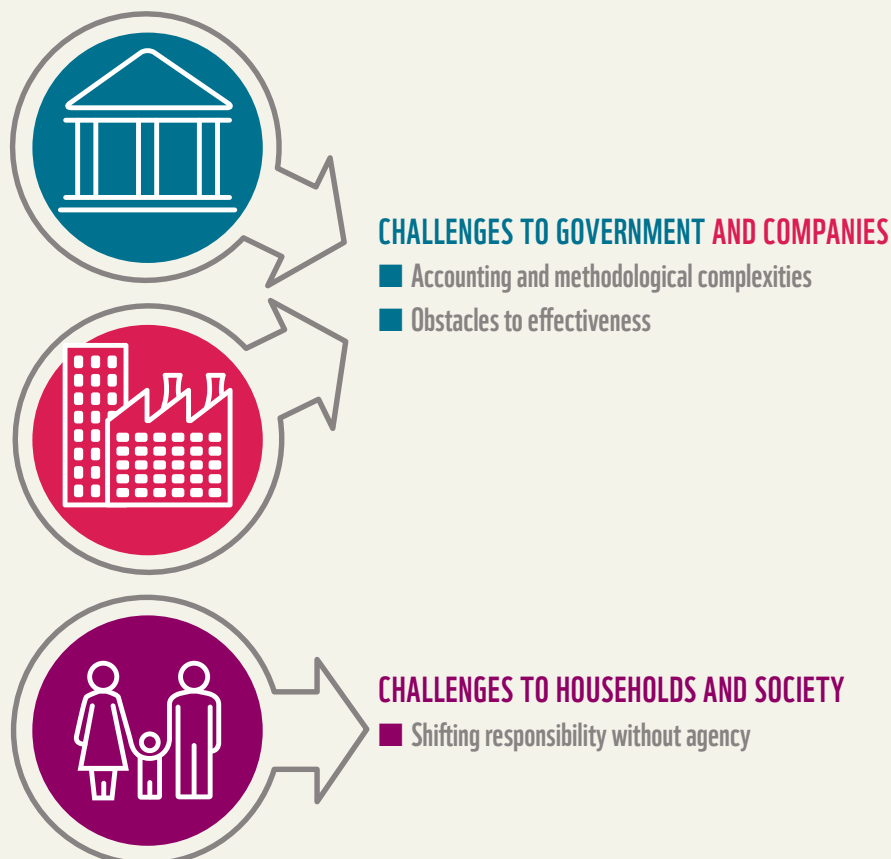 CHALLENGES TO GOVERNMENT AND COMPANIES
Accounting and methodological complexities
Obstacles to effectiveness
CHALLENGES TO HOUSEHOLDS AND SOCIETY
Shifting responsibility without agency